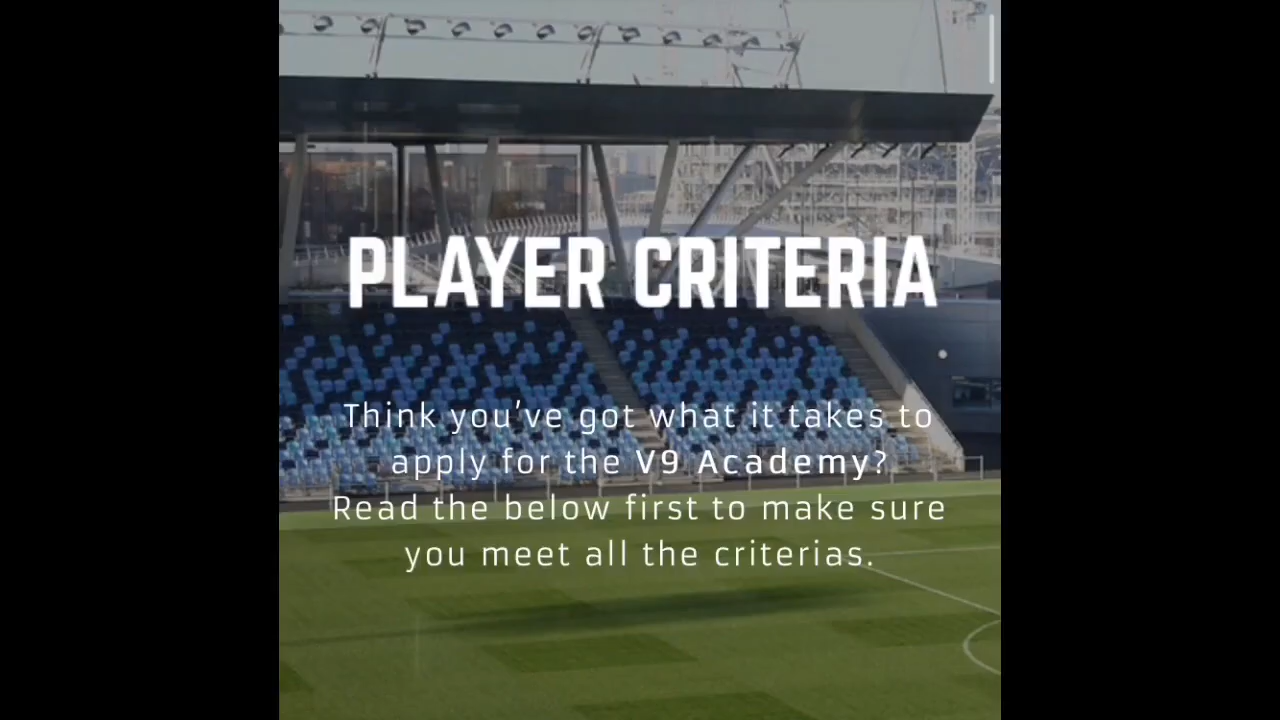 PLAYER CRITERIA
Think you've got what it takes to
apply for the V9 Academy?
Read the below first to make sure
you meet all the criterias.